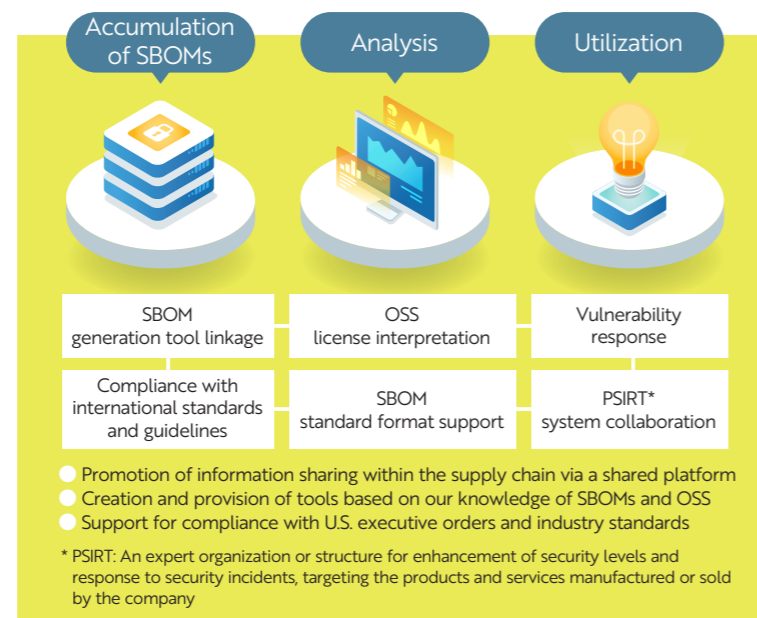 Accumulation
of SBOMs
Analysis
Utilization
SBOM
generation tool linkage
OSS
license interpretation
Vulnerability
response
Compliance with
international standards
and guidelines
SBOM
standard format support
PSIRT*
system collaboration
Promotion of information sharing within the supply chain via a shared platform
Creation and provision of tools based on our knowledge of SBOMs and OSS
Support for compliance with U.S. executive orders and industry standards
* PSIRT: An expert organization or structure for enhancement of security levels and
response to security incidents, targeting the products and services manufactured or sold
by the company